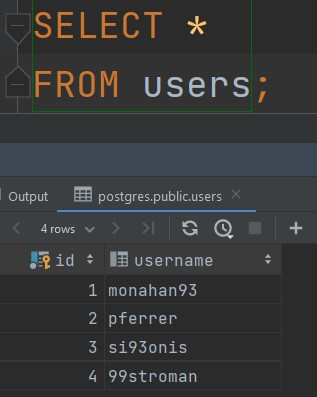 SELECT *
FROM users;
Output postgres.public.users
4 rows
id username
1 monahan93
2 pferrer
3 si93onis
4 99stroman